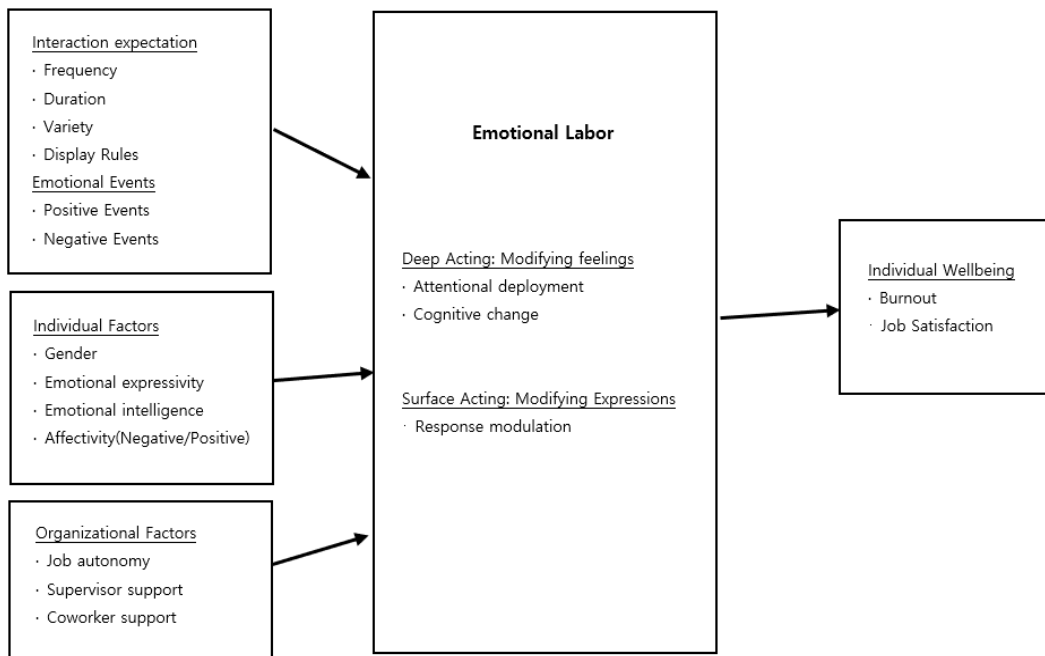 Interaction expectation
· Frequency
· Duration
· Variety
· Display Rules
Emotional Events
· Positive Events
· Negative Events
Individual Factors
· Gender
· Emotional expressivity
· Emotional intelligence
· Affectivity(Negative/Positive)
Organizational Factors
· Job autonomy
· Supervisor support
· Coworker support
Emotional Labor
Deep Acting: Modifying feelings
· Attentional deployment
· Cognitive change
Surface Acting: Modifying Expressions
· Response modulation
Individual Wellbeing
· Burnout
· Job Satisfaction